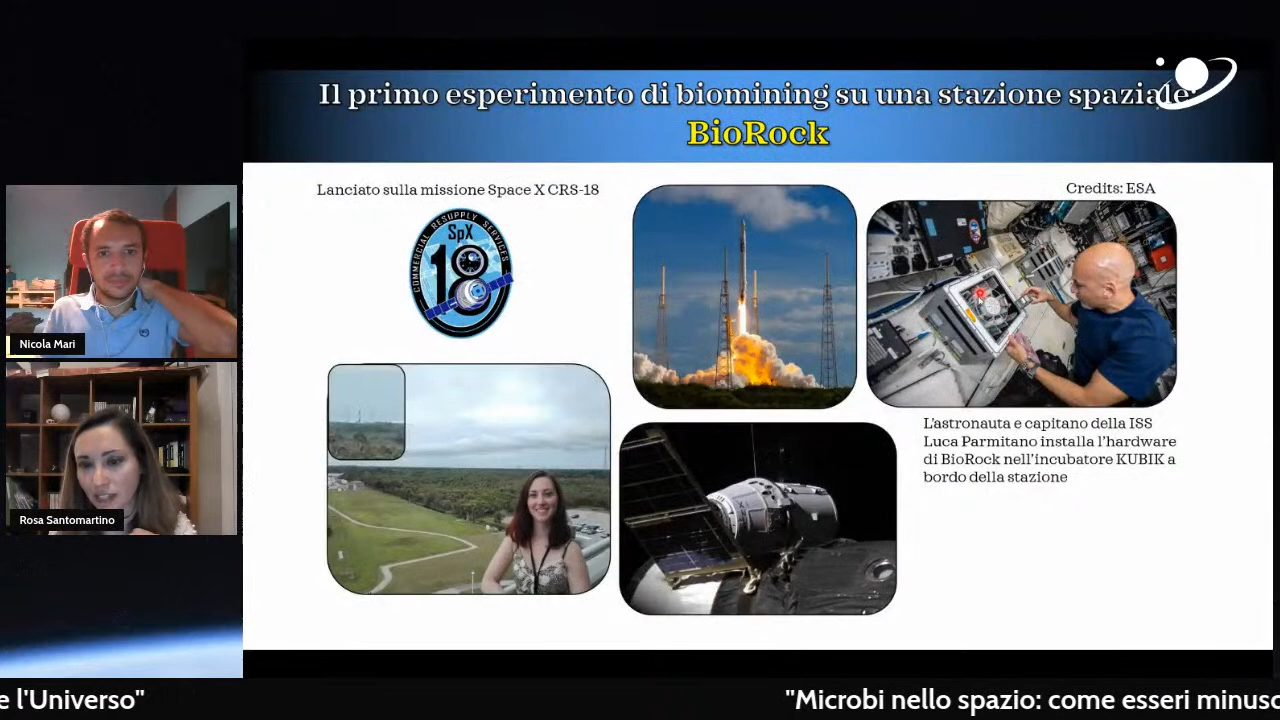 Il primo esperimento di biomining su una stazione spaziale:
BioRock
Lanciato sulla missione Space X CRS-18
COMMERCIAL RESUPPLY SERVICES
SpX
18
Credits: ESA
L'astronauta e capitano della ISS
Luca Parmitano installa l'hardware
di BioRock nell'incubatore KUBIK a
bordo della stazione
Nicola Mari
Rosa Santomartino
e l'Universo"
"Microbi nello spazio: come esseri minusc